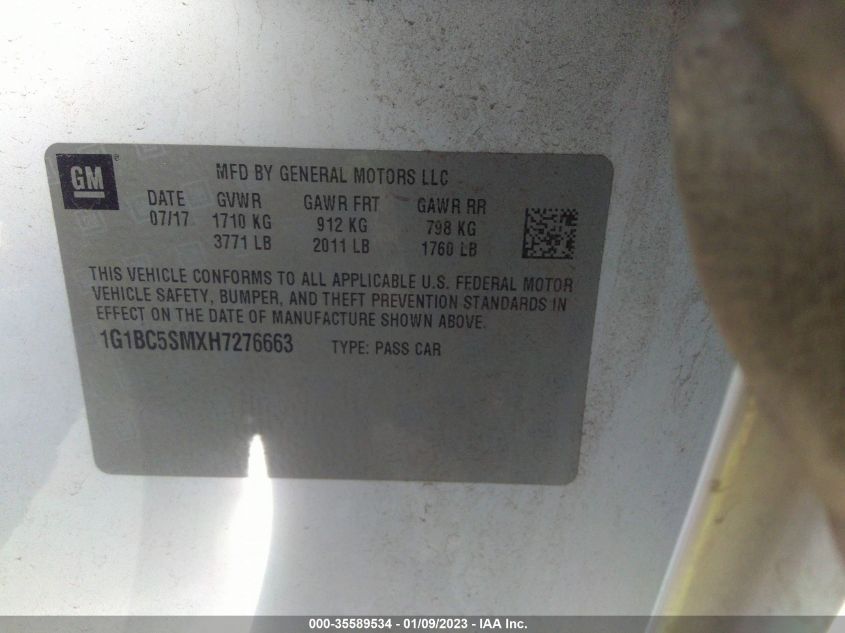 GM ®
MFD BY GENERAL MOTORS LLC
DATE GVWR GAWR FRT GAWR RR
07/17 1710 KG 912 KG 798 KG
3771 LB 2011 LB 1760 LB
THIS VEHICLE CONFORMS TO ALL APPLICABLE U.S. FEDERAL MOTOR
VEHICLE SAFETY, BUMPER, AND THEFT PREVENTION STANDARDS IN
EFFECT ON THE DATE OF MANUFACTURE SHOWN ABOVE.
1G1BC5SMXH7276663 TYPE: PASS CAR
000-35589534 - 01/09/2023 - IAA Inc.